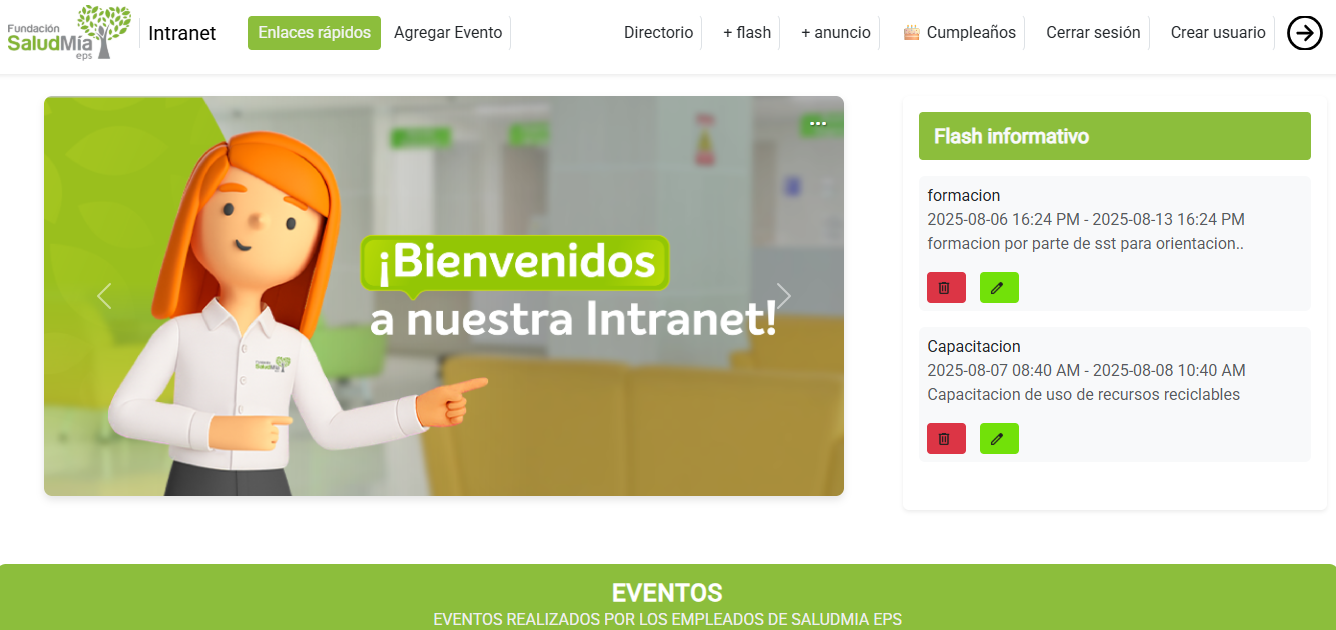 Fundación
SaludMía
eps
Intranet
Enlaces rápidos
Agregar Evento
Directorio
+ flash
+ anuncio
Cumpleaños
Cerrar sesión
Crear usuario
¡Bienvenidos
a nuestra Intranet!
Fundación
SaludMía
Flash informativo
formacion
2025-08-06 16:24 PM - 2025-08-13 16:24 PM
formacion por parte de sst para orientacion..
Capacitacion
2025-08-07 08:40 AM - 2025-08-08 10:40 AM
Capacitacion de uso de recursos reciclables
EVENTOS
EVENTOS REALIZADOS POR LOS EMPLEADOS DE SALUDMIA EPS